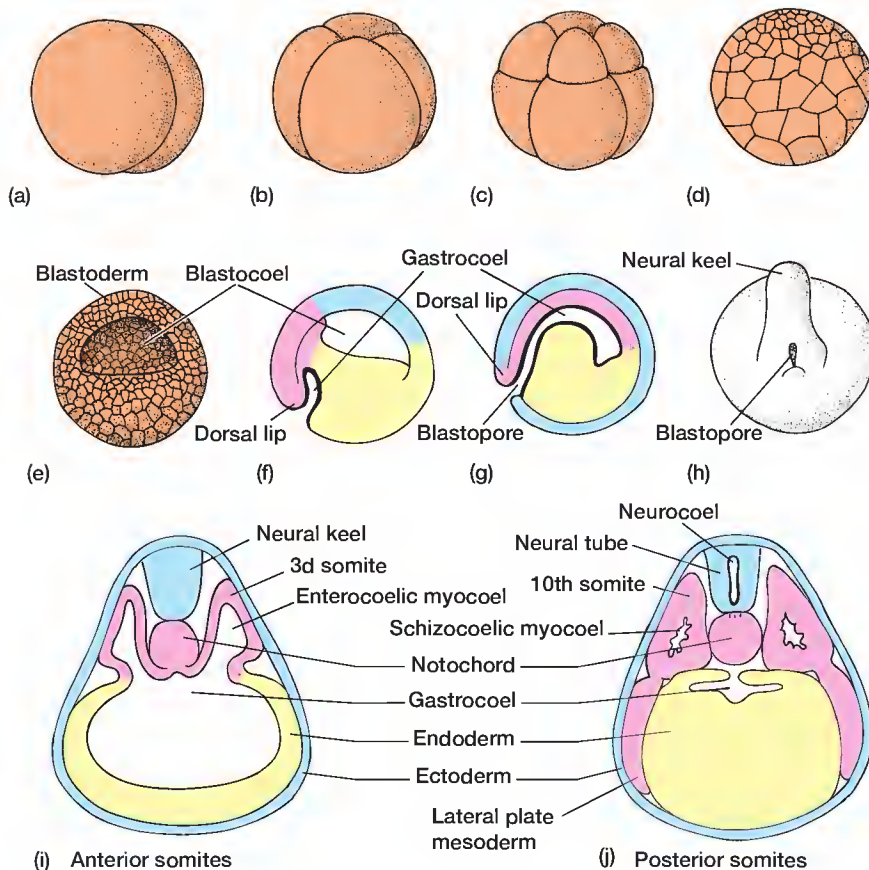 (a)
(b)
(c)
(d)
Blastoderm
Blastocoel
Gastrocoel
Dorsal lip
Neural keel
Dorsal lip
Blastopore
Blastopore
(e)
(f)
(g)
(h)
Neural keel
3d somite
Enterocoelic myocoel
Neurocoel
Neural tube
10th somite
Schizocoelic myocoel
Notochord
Gastrocoel
Endoderm
Ectoderm
Lateral plate
mesoderm
(i) Anterior somites
(j) Posterior somites